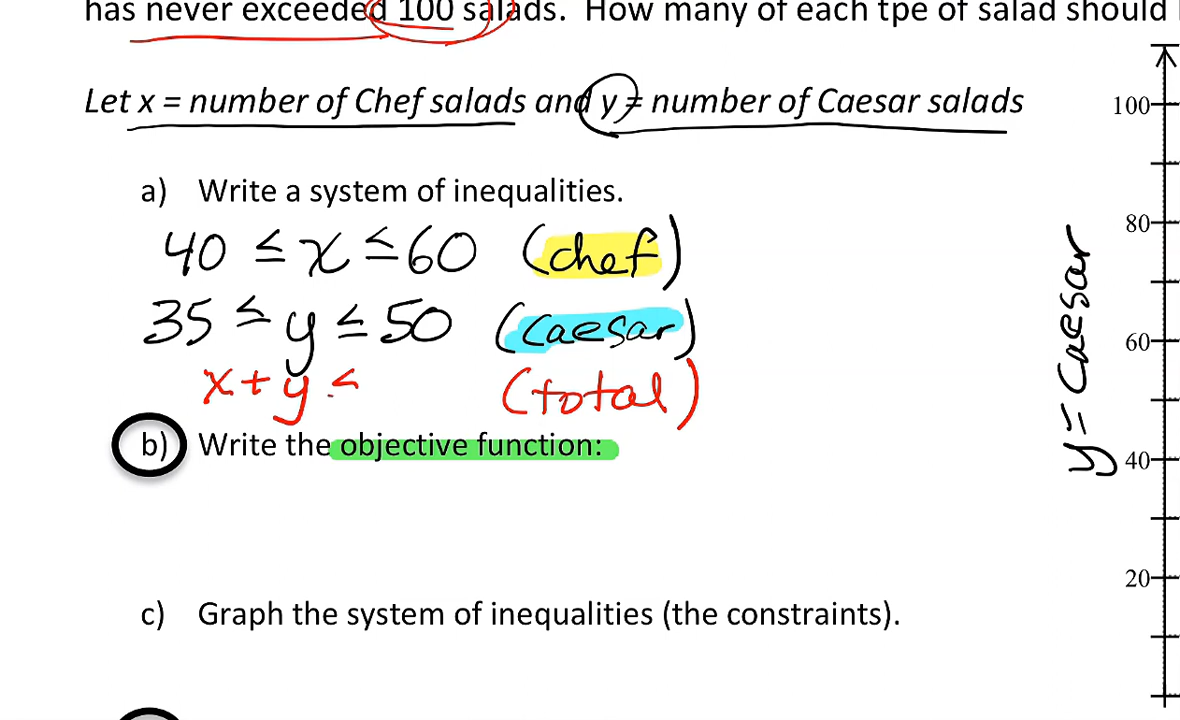 has never exceeded 100 salads. How many of each tpe of salad should
Let x = number of Chef salads and y = number of Caesar salads
100
a) Write a system of inequalities.
40 ≤ x ≤ 60 (chef)
80
35 ≤ y ≤ 50 (Caesar)
60
x + y < (total)
y = Caesar
b) Write the objective function:
40
20
c) Graph the system of inequalities (the constraints).